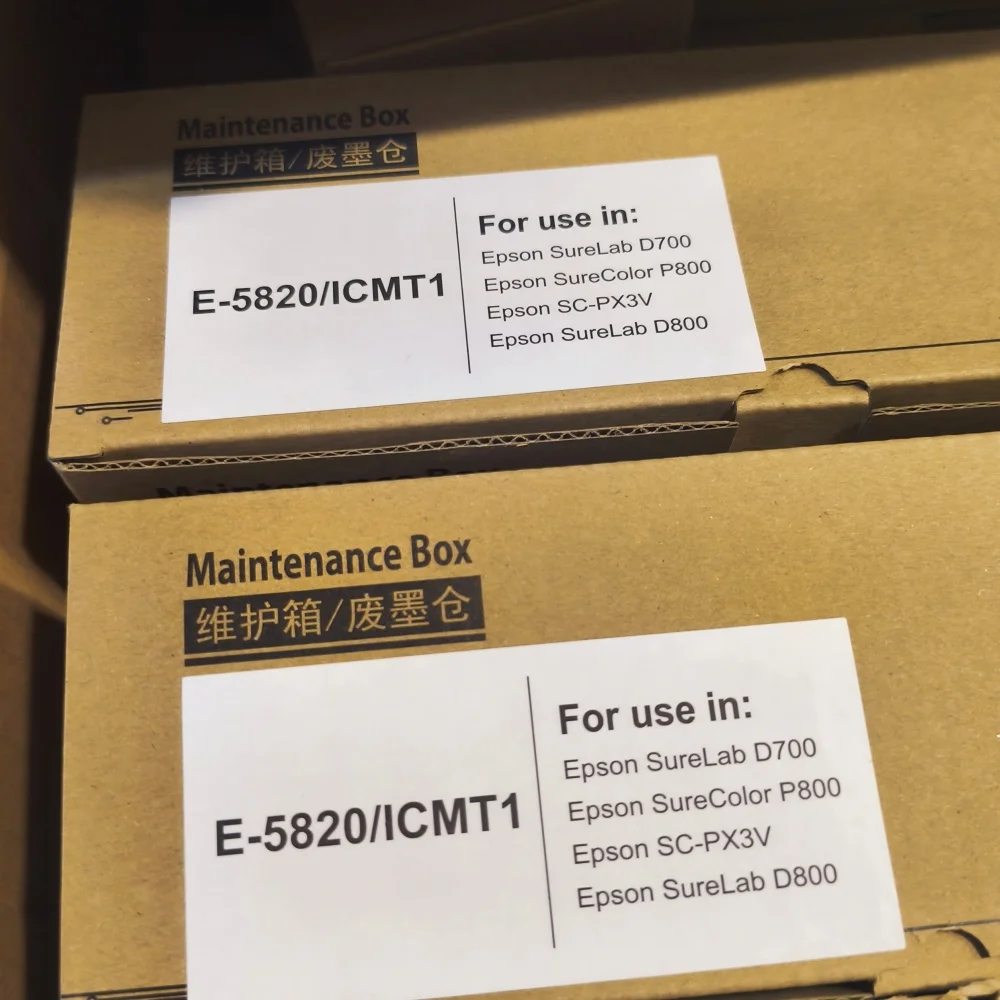 Maintenance Box
维护箱/废墨仓
E-5820/ICMT1
For use in:
Epson SureLab D700
Epson SureColor P800
Epson SC-PX3V
Epson SureLab D800
Maintenance Box
Maintenance Box
维护箱/废墨仓
E-5820/ICMT1
For use in:
Epson SureLab D700
Epson SureColor P800
Epson SC-PX3V
Epson SureLab D800